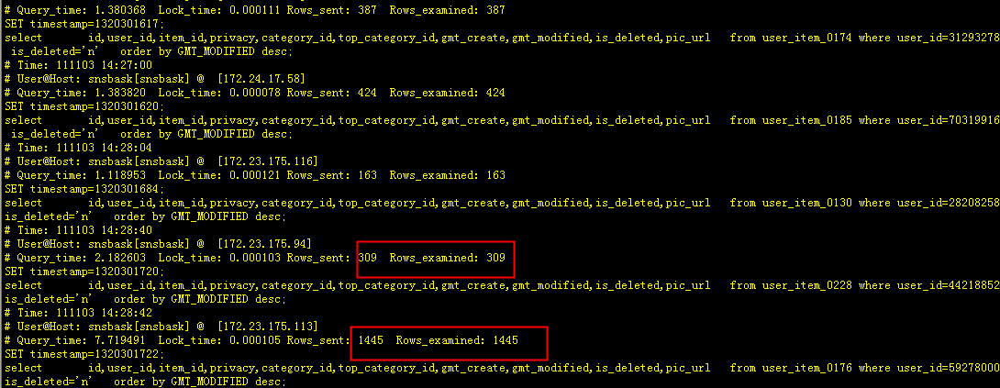 # Query_time: 1.380368  Lock_time: 0.000111 Rows_sent: 387  Rows_examined: 387
SET timestamp=1320301617;
select      id,user_id,item_id,privacy,category_id,top_category_id,gmt_create,gmt_modified,is_deleted,pic_url   from user_item_0174 where user_id=31293278
 is_deleted='n'   order by GMT_MODIFIED desc;
# Time: 111103 14:27:00
# User@Host: snsbask[snsbask] @  [172.24.17.58]
# Query_time: 1.383820  Lock_time: 0.000078 Rows_sent: 424  Rows_examined: 424
SET timestamp=1320301620;
select      id,user_id,item_id,privacy,category_id,top_category_id,gmt_create,gmt_modified,is_deleted,pic_url   from user_item_0185 where user_id=70319916
 is_deleted='n'   order by GMT_MODIFIED desc;
# Time: 111103 14:28:04
# User@Host: snsbask[snsbask] @  [172.23.175.116]
# Query_time: 1.118953  Lock_time: 0.000121 Rows_sent: 163  Rows_examined: 163
SET timestamp=1320301684;
select      id,user_id,item_id,privacy,category_id,top_category_id,gmt_create,gmt_modified,is_deleted,pic_url   from user_item_0130 where user_id=28208258
is_deleted='n'   order by GMT_MODIFIED desc;
# Time: 111103 14:28:40
# User@Host: snsbask[snsbask] @  [172.23.175.94]
# Query_time: 2.182603  Lock_time: 0.000103 Rows_sent: 309  Rows_examined: 309
SET timestamp=1320301720;
select      id,user_id,item_id,privacy,category_id,top_category_id,gmt_create,gmt_modified,is_deleted,pic_url   from user_item_0228 where user_id=44218852
is_deleted='n'   order by GMT_MODIFIED desc;
# Time: 111103 14:28:42
# User@Host: snsbask[snsbask] @  [172.23.175.113]
# Query_time: 7.719491  Lock_time: 0.000105 Rows_sent: 1445  Rows_examined: 1445
SET timestamp=1320301722;
select      id,user_id,item_id,privacy,category_id,top_category_id,gmt_create,gmt_modified,is_deleted,pic_url   from user_item_0176 where user_id=59278000
is_deleted='n'   order by GMT_MODIFIED desc;